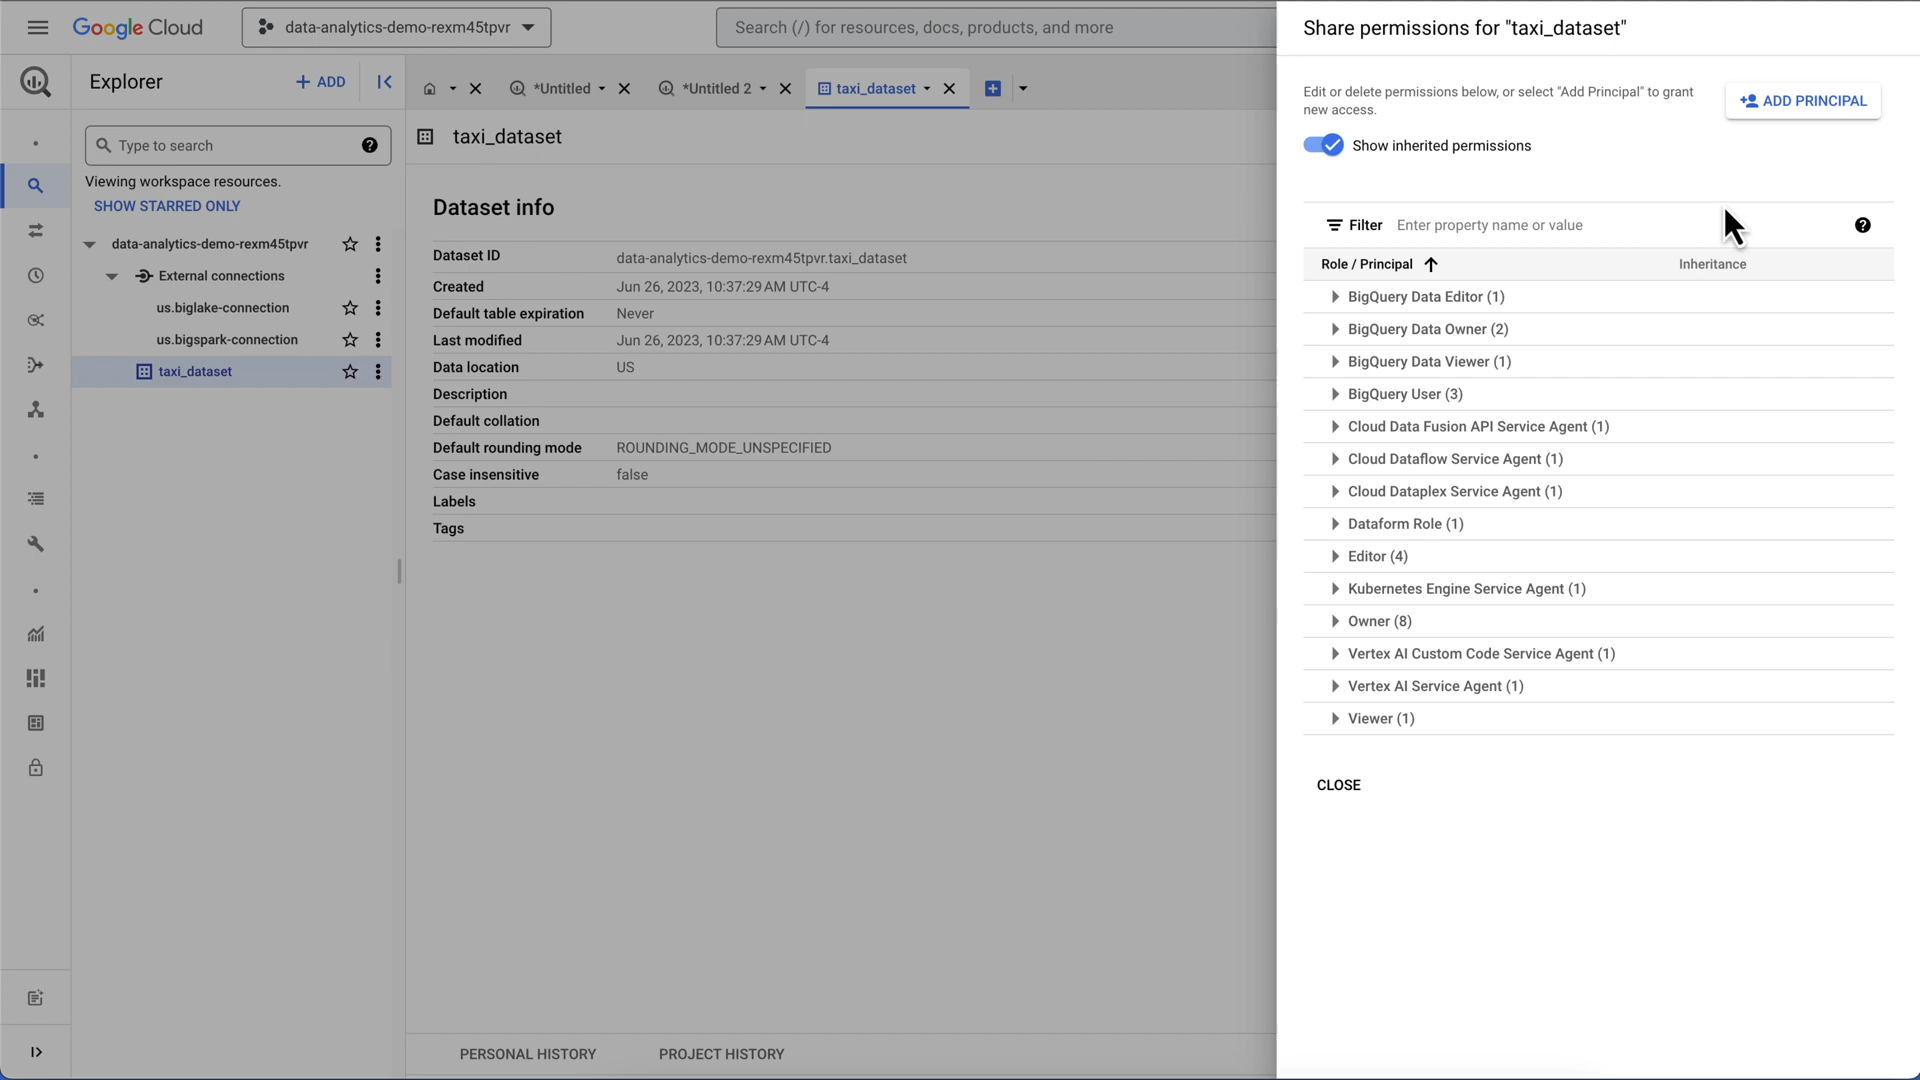 Google Cloud
data-analytics-demo-rexm45tpvr
Search (/) for resources, docs, products, and more
Explorer
+ ADD
*Untitled
*Untitled 2
taxi_dataset
Type to search
Viewing workspace resources.
SHOW STARRED ONLY
data-analytics-demo-rexm45tpvr
External connections
us.biglake-connection
us.bigspark-connection
taxi_dataset
taxi_dataset
Dataset info
Dataset ID data-analytics-demo-rexm45tpvr.taxi_dataset
Created Jun 26, 2023, 10:37:29 AM UTC-4
Default table expiration Never
Last modified Jun 26, 2023, 10:37:29 AM UTC-4
Data location US
Description
Default collation
Default rounding mode ROUNDING_MODE_UNSPECIFIED
Case insensitive false
Labels
Tags
PERSONAL HISTORY PROJECT HISTORY
Share permissions for "taxi_dataset"
Edit or delete permissions below, or select "Add Principal" to grant
new access.
ADD PRINCIPAL
Show inherited permissions
Filter Enter property name or value
Role / Principal Inheritance
BigQuery Data Editor (1)
BigQuery Data Owner (2)
BigQuery Data Viewer (1)
BigQuery User (3)
Cloud Data Fusion API Service Agent (1)
Cloud Dataflow Service Agent (1)
Cloud Dataplex Service Agent (1)
Dataform Role (1)
Editor (4)
Kubernetes Engine Service Agent (1)
Owner (8)
Vertex AI Custom Code Service Agent (1)
Vertex AI Service Agent (1)
Viewer (1)
CLOSE